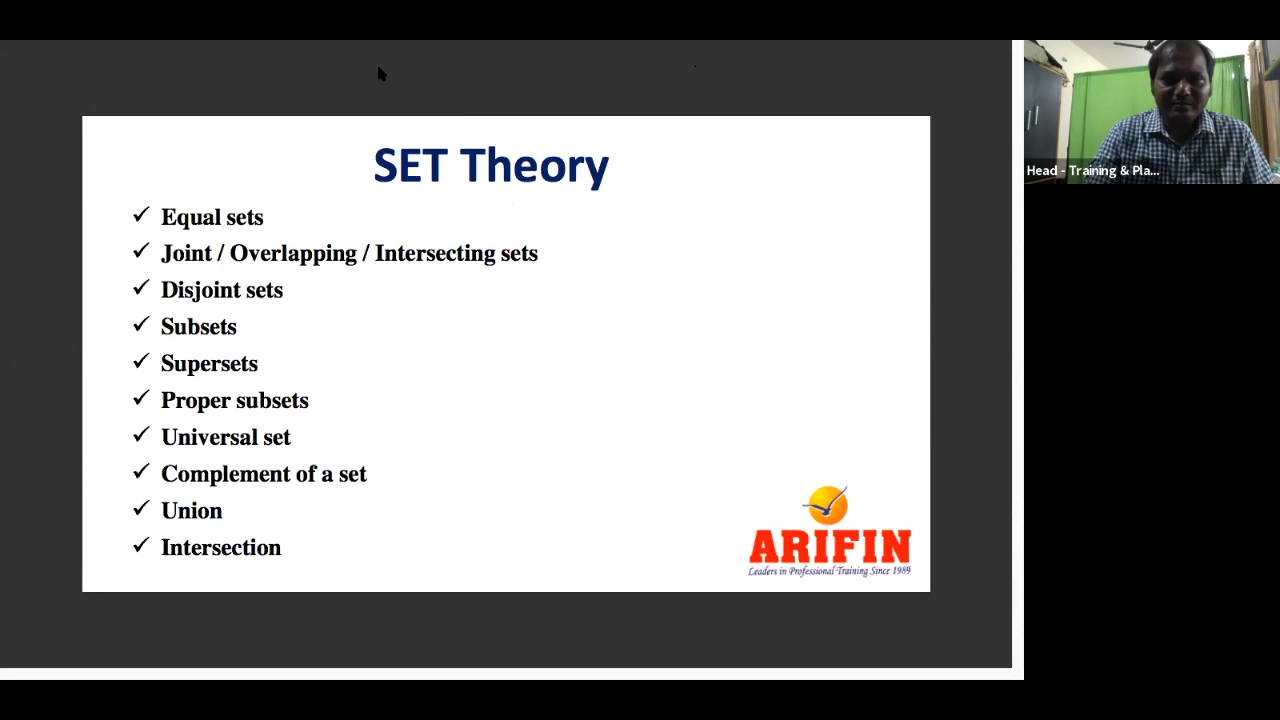 SET Theory
✓ Equal sets
✓ Joint / Overlapping / Intersecting sets
✓ Disjoint sets
✓ Subsets
✓ Supersets
✓ Proper subsets
✓ Universal set
✓ Complement of a set
✓ Union
✓ Intersection
ARIFIN
Leaders in Professional Training Since 1989
Head - Training & Pla...